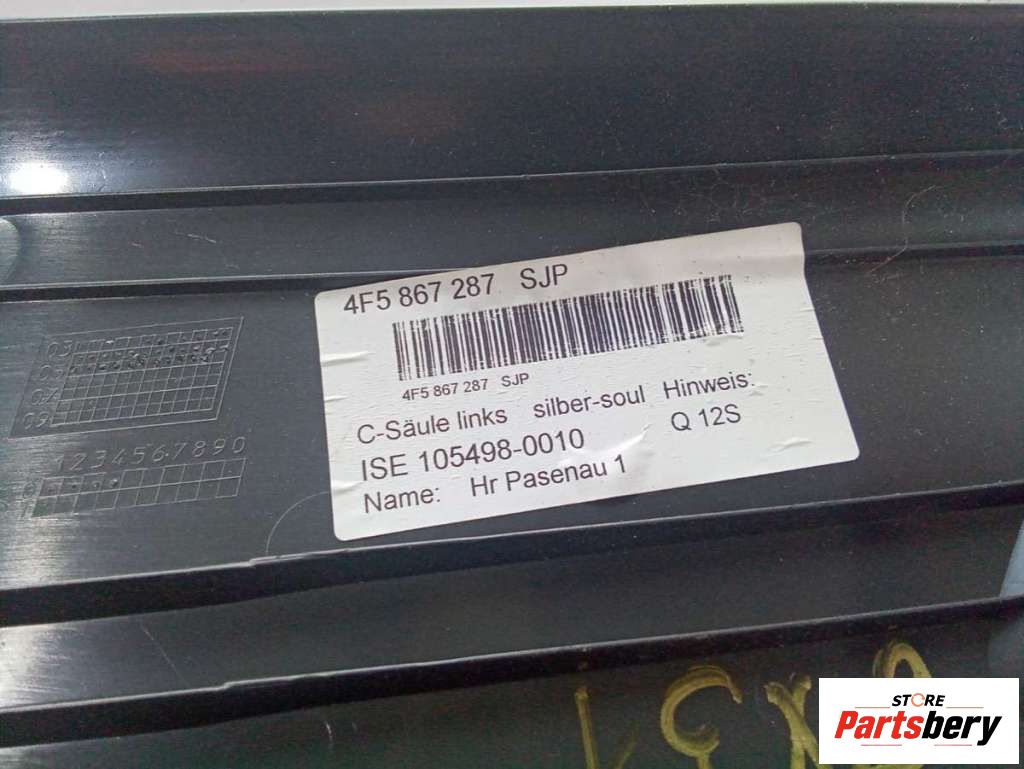 4F5 867 287 SJP
4F5 867 287 SJP
C-Säule links silber-soul Hinweis:
ISE 105498-0010 Q 12S
Name: Hr Pasenau 1
03
1234567890
STORE
Partsbery